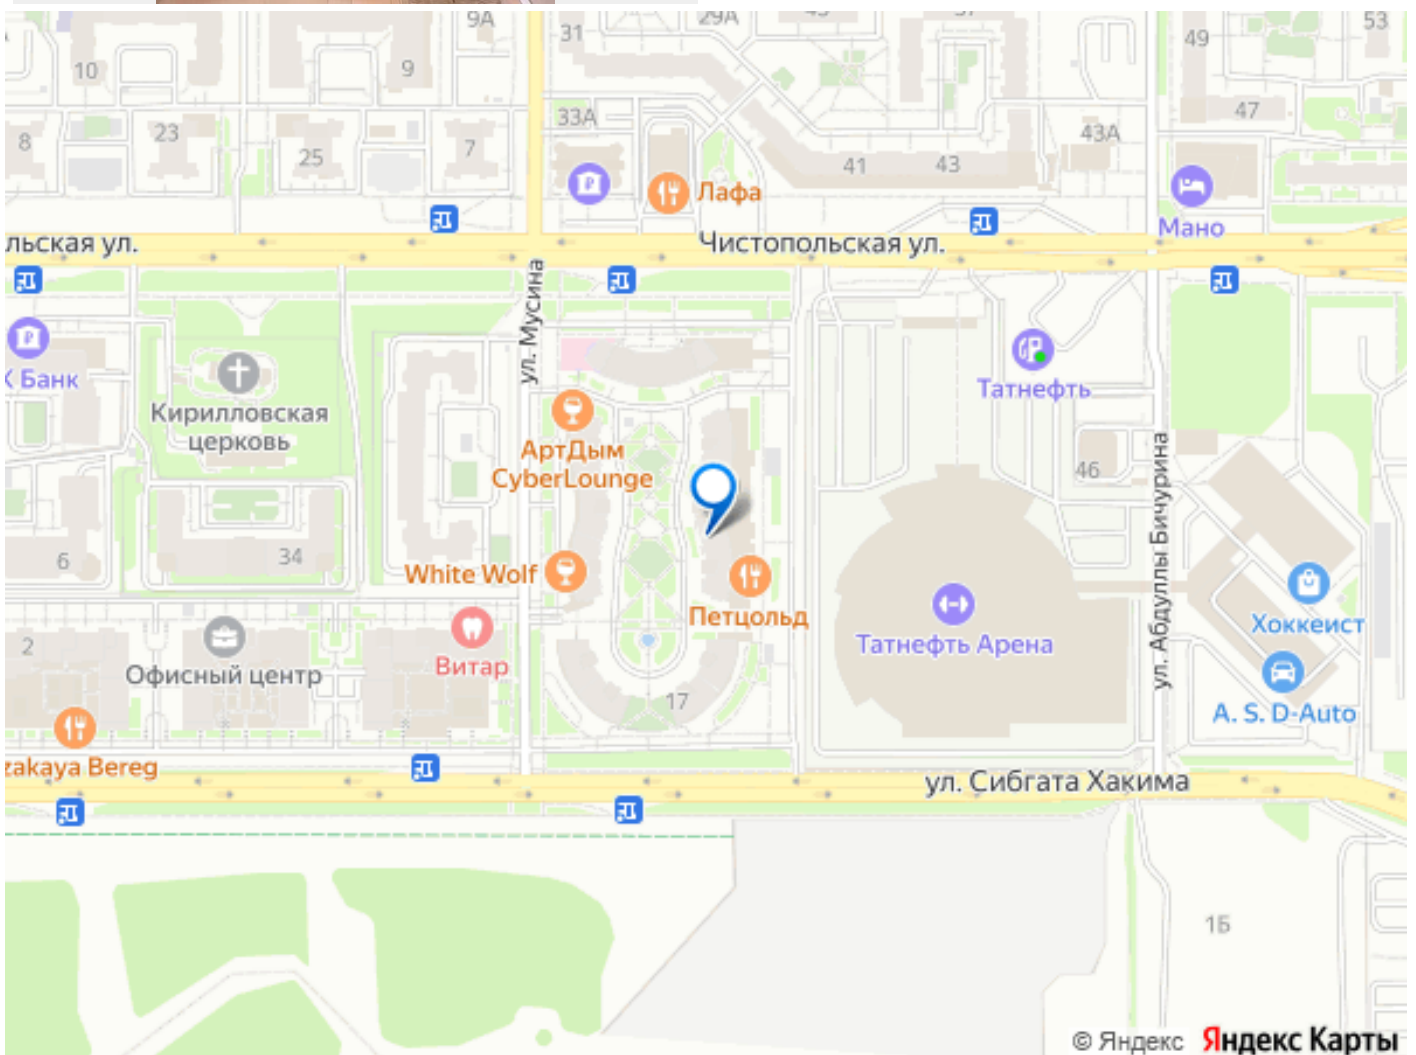 9А
29А
31
49
53
10
9
47
33А
43А
8
23
25
7
41
43
Лафа
Мано
льская ул.
Чистопольская ул.
ул. Мусина
К Банк
Татнефть
Кирилловская
церковь
АртДым
CyberLounge
46
ул. Абдуллы Бичурина
6
34
White Wolf
Петцольд
Хоккеист
2
Татнефть Арена
Витар
Офисный центр
17
A. S. D-Auto
zakaya Bereg
ул. Сибгата Хакима
1Б
© Яндекс Яндекс Карты